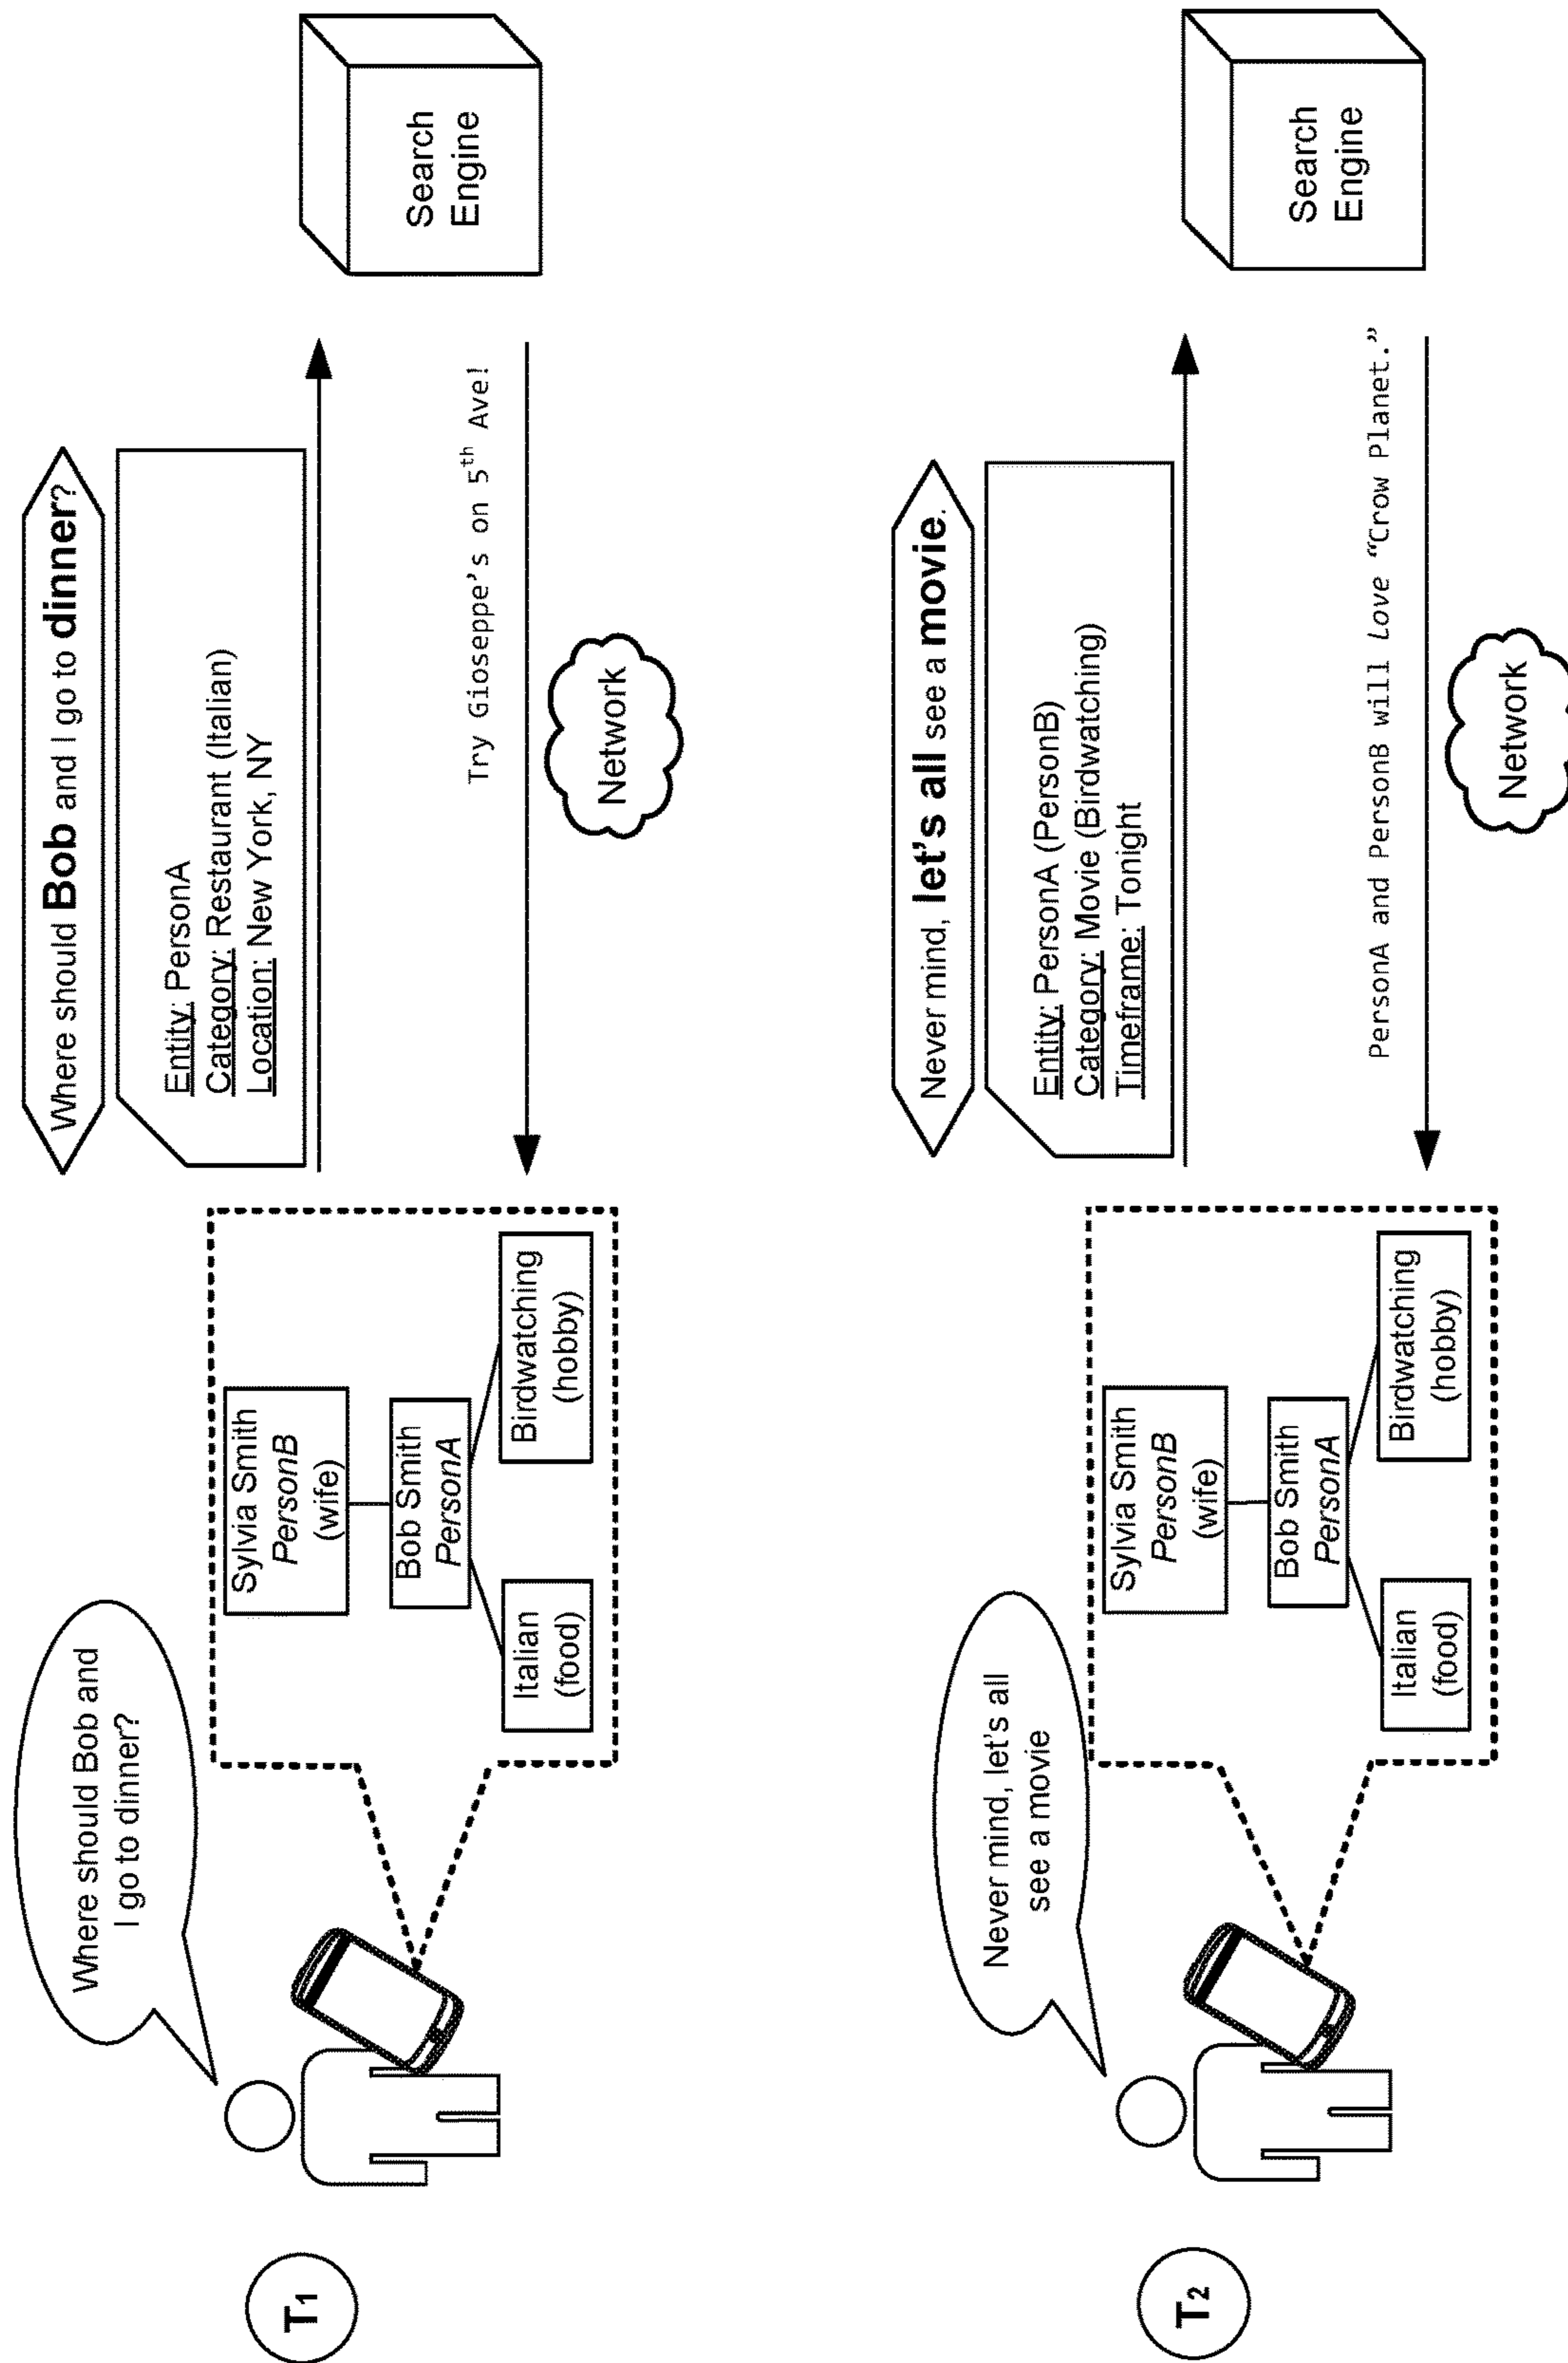 T1
Where should Bob and
I go to dinner?
Sylvia Smith
PersonB
(wife)
Bob Smith
PersonA
Italian
(food)
Birdwatching
(hobby)
Where should Bob and I go to dinner?
Entity: PersonA
Category: Restaurant (Italian)
Location: New York, NY
Try Gioseppe's on 5th Ave!
Network
Search
Engine
T2
Never mind, let's all
see a movie
Sylvia Smith
PersonB
(wife)
Bob Smith
PersonA
Italian
(food)
Birdwatching
(hobby)
Never mind, let's all see a movie.
Entity: PersonA (PersonB)
Category: Movie (Birdwatching)
Timeframe: Tonight
PersonA and PersonB will Love “Crow Planet.”
Network
Search
Engine